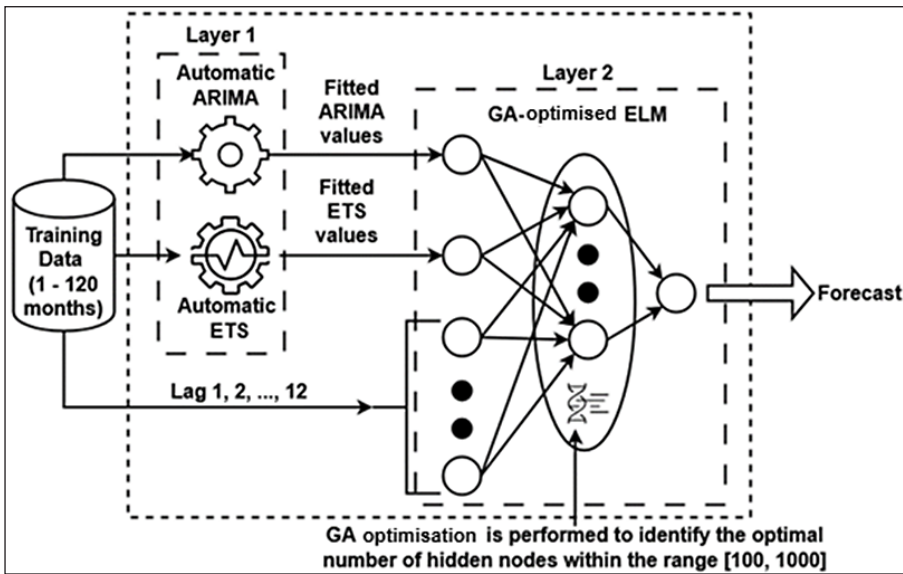 Layer 1
Automatic
ARIMA
Fitted
ARIMA
values
Layer 2
GA-optimised ELM
Training
Data
(1 - 120
months)
Fitted
ETS
values
Automatic
ETS
Forecast
Lag 1, 2, ..., 12
GA optimisation is performed to identify the optimal
number of hidden nodes within the range [100, 1000]